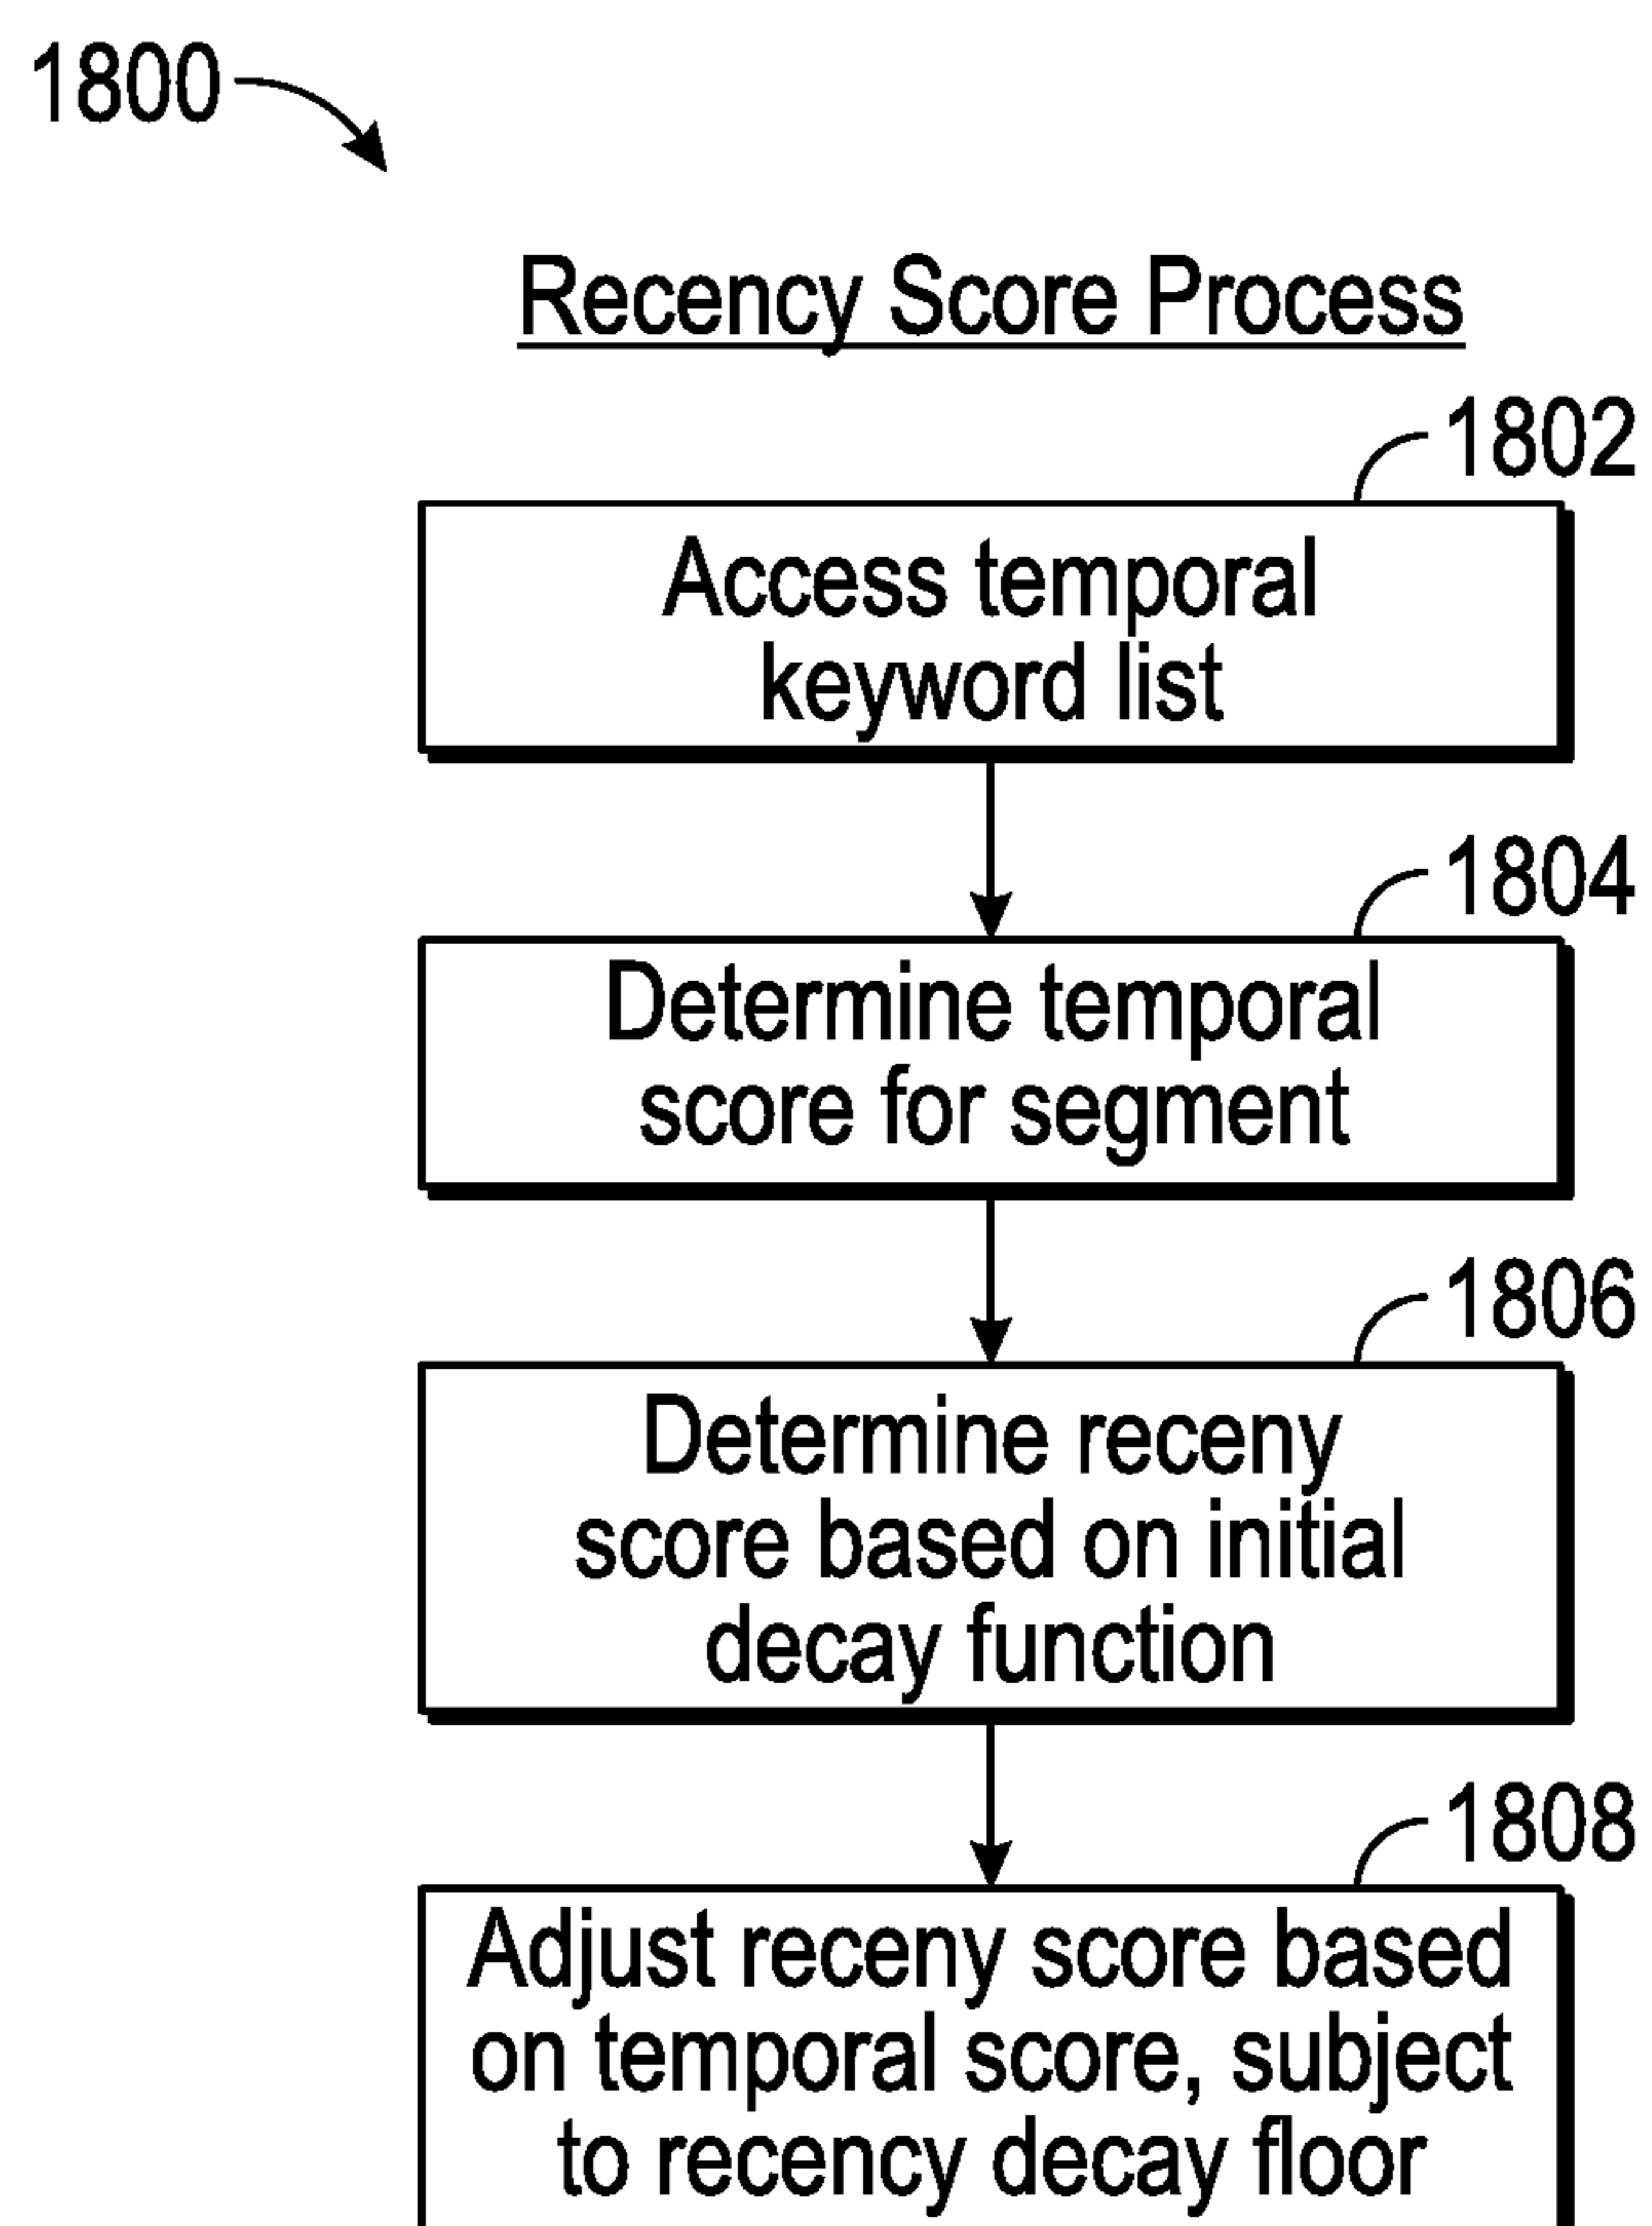 1800
Recency Score Process
1802
Access temporal
keyword list
1804
Determine temporal
score for segment
1806
Determine receny
score based on initial
decay function
1808
Adjust receny score based
on temporal score, subject
to recency decay floor